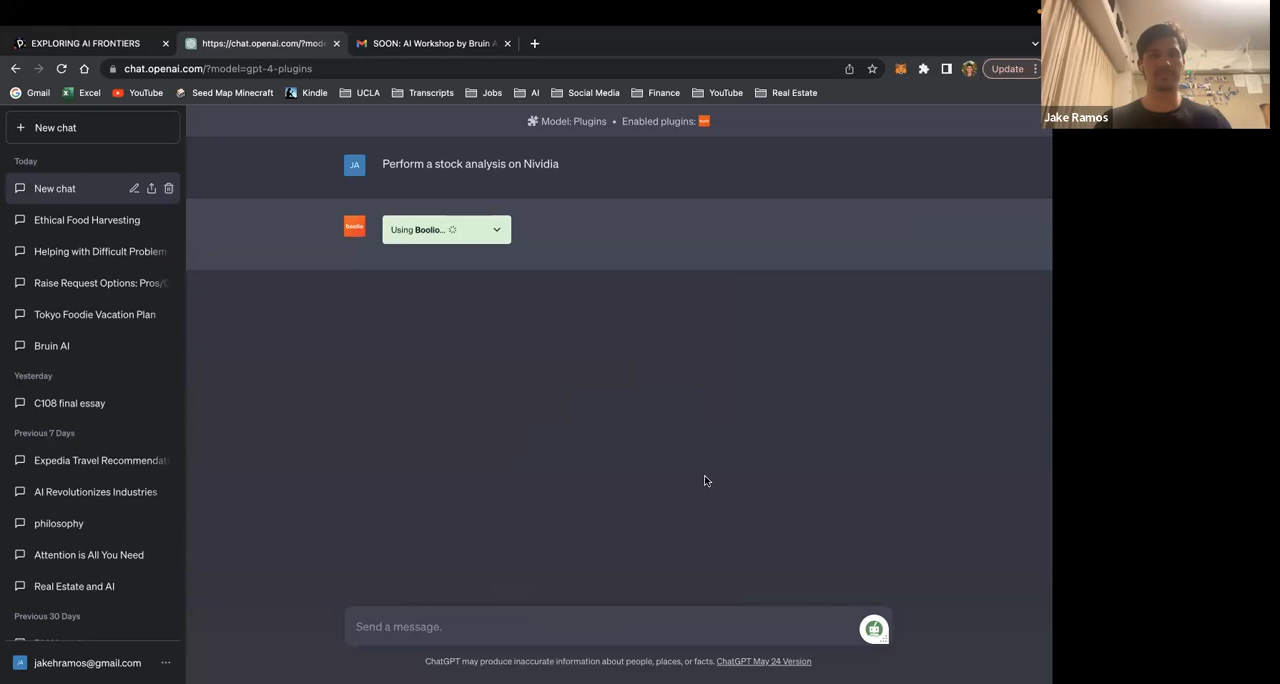 EXPLORING AI FRONTIERS
https://chat.openai.com/?mod
SOON: AI Workshop by Bruin A
chat.openai.com/?model=gpt-4-plugins
Update
Gmail
Excel
YouTube
Seed Map Minecraft
Kindle
UCLA
Transcripts
Jobs
AI
Social Media
Finance
YouTube
Real Estate
Jake Ramos
New chat
Model: Plugins • Enabled plugins:
Today
JA
Perform a stock analysis on Nividia
New chat
Ethical Food Harvesting
boolio
Using Boolio...
Helping with Difficult Problem
Raise Request Options: Pros/C
Tokyo Foodie Vacation Plan
Bruin AI
Yesterday
C108 final essay
Previous 7 Days
Expedia Travel Recommendat
AI Revolutionizes Industries
philosophy
Attention is All You Need
Real Estate and AI
Previous 30 Days
Send a message.
JA
jakehramos@gmail.com
ChatGPT may produce inaccurate information about people, places, or facts. ChatGPT May 24 Version